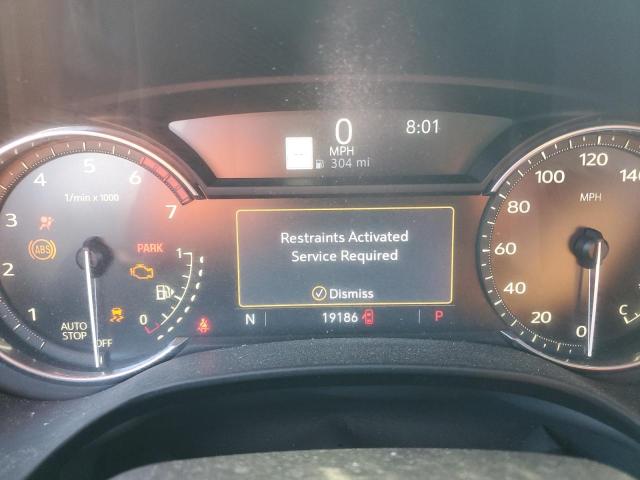 0 8:01
MPH
304 mi
4 5 6
3 7
2
1
1/min x 1000
ABS
PARK
1
0
AUTO
STOP
OFF
Restraints Activated
Service Required
Dismiss
N 19186 P
120
100 140
80
60
40
20
0
MPH
C